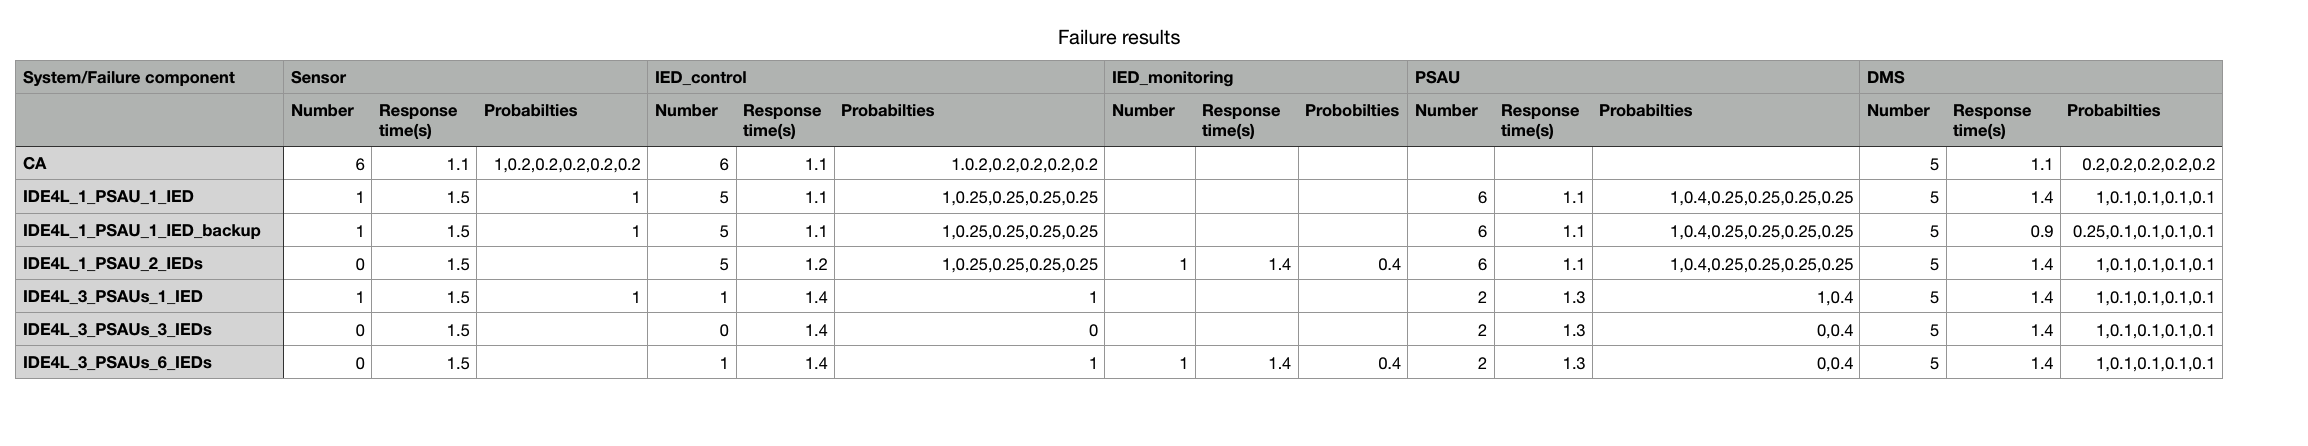 Failure results
System/Failure component Sensor IED_control IED_monitoring PSAU DMS
Number Response time(s) Probabilties Number Response time(s) Probabilties Number Response time(s) Probobilties Number Response time(s) Probabilties Number Response time(s) Probabilties
CA 6 1.1 1,0.2,0.2,0.2,0.2,0.2 6 1.1 1.0.2,0.2,0.2,0.2,0.2 5 1.1 0.2,0.2,0.2,0.2,0.2
IDE4L_1_PSAU_1_IED 1 1.5 1 5 1.1 1,0.25,0.25,0.25,0.25 6 1.1 1,0.4,0.25,0.25,0.25,0.25 5 1.4 1,0.1,0.1,0.1,0.1
IDE4L_1_PSAU_1_IED_backup 1 1.5 1 5 1.1 1,0.25,0.25,0.25,0.25 6 1.1 1,0.4,0.25,0.25,0.25,0.25 5 0.9 0.25,0.1,0.1,0.1,0.1
IDE4L_1_PSAU_2_IEDs 0 1.5 5 1.2 1,0.25,0.25,0.25,0.25 1 1.4 0.4 6 1.1 1,0.4,0.25,0.25,0.25,0.25 5 1.4 1,0.1,0.1,0.1,0.1
IDE4L_3_PSAUs_1_IED 1 1.5 1 1 1.4 1 2 1.3 1,0.4 5 1.4 1,0.1,0.1,0.1,0.1
IDE4L_3_PSAUs_3_IEDs 0 1.5 0 1.4 0 2 1.3 0,0.4 5 1.4 1,0.1,0.1,0.1,0.1
IDE4L_3_PSAUs_6_IEDs 0 1.5 1 1.4 1 1 1.4 0.4 2 1.3 0,0.4 5 1.4 1,0.1,0.1,0.1,0.1